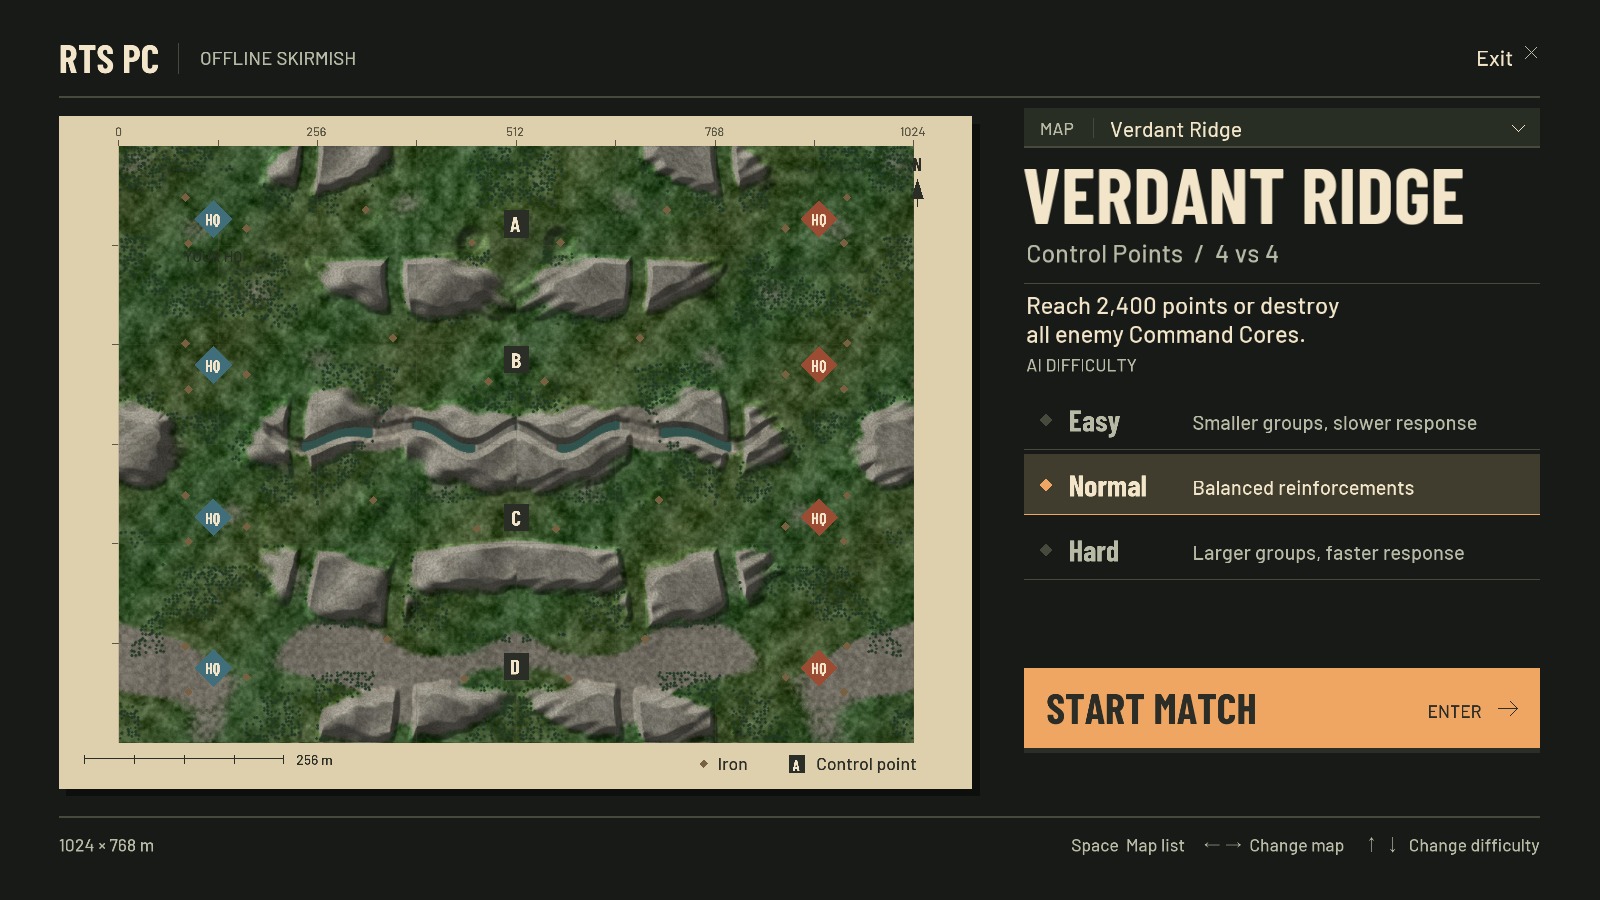 RTS PC
OFFLINE SKIRMISH
Exit
0 256 512 768 1024
N
HQ A HQ
YOUR HQ
HQ B HQ
HQ C HQ
HQ D HQ
256 m
Iron
A Control point
MAP Verdant Ridge
VERDANT RIDGE
Control Points / 4 vs 4
Reach 2,400 points or destroy
all enemy Command Cores.
AI DIFFICULTY
Easy Smaller groups, slower response
Normal Balanced reinforcements
Hard Larger groups, faster response
START MATCH ENTER →
1024 × 768 m
Space Map list ← → Change map ↑ ↓ Change difficulty